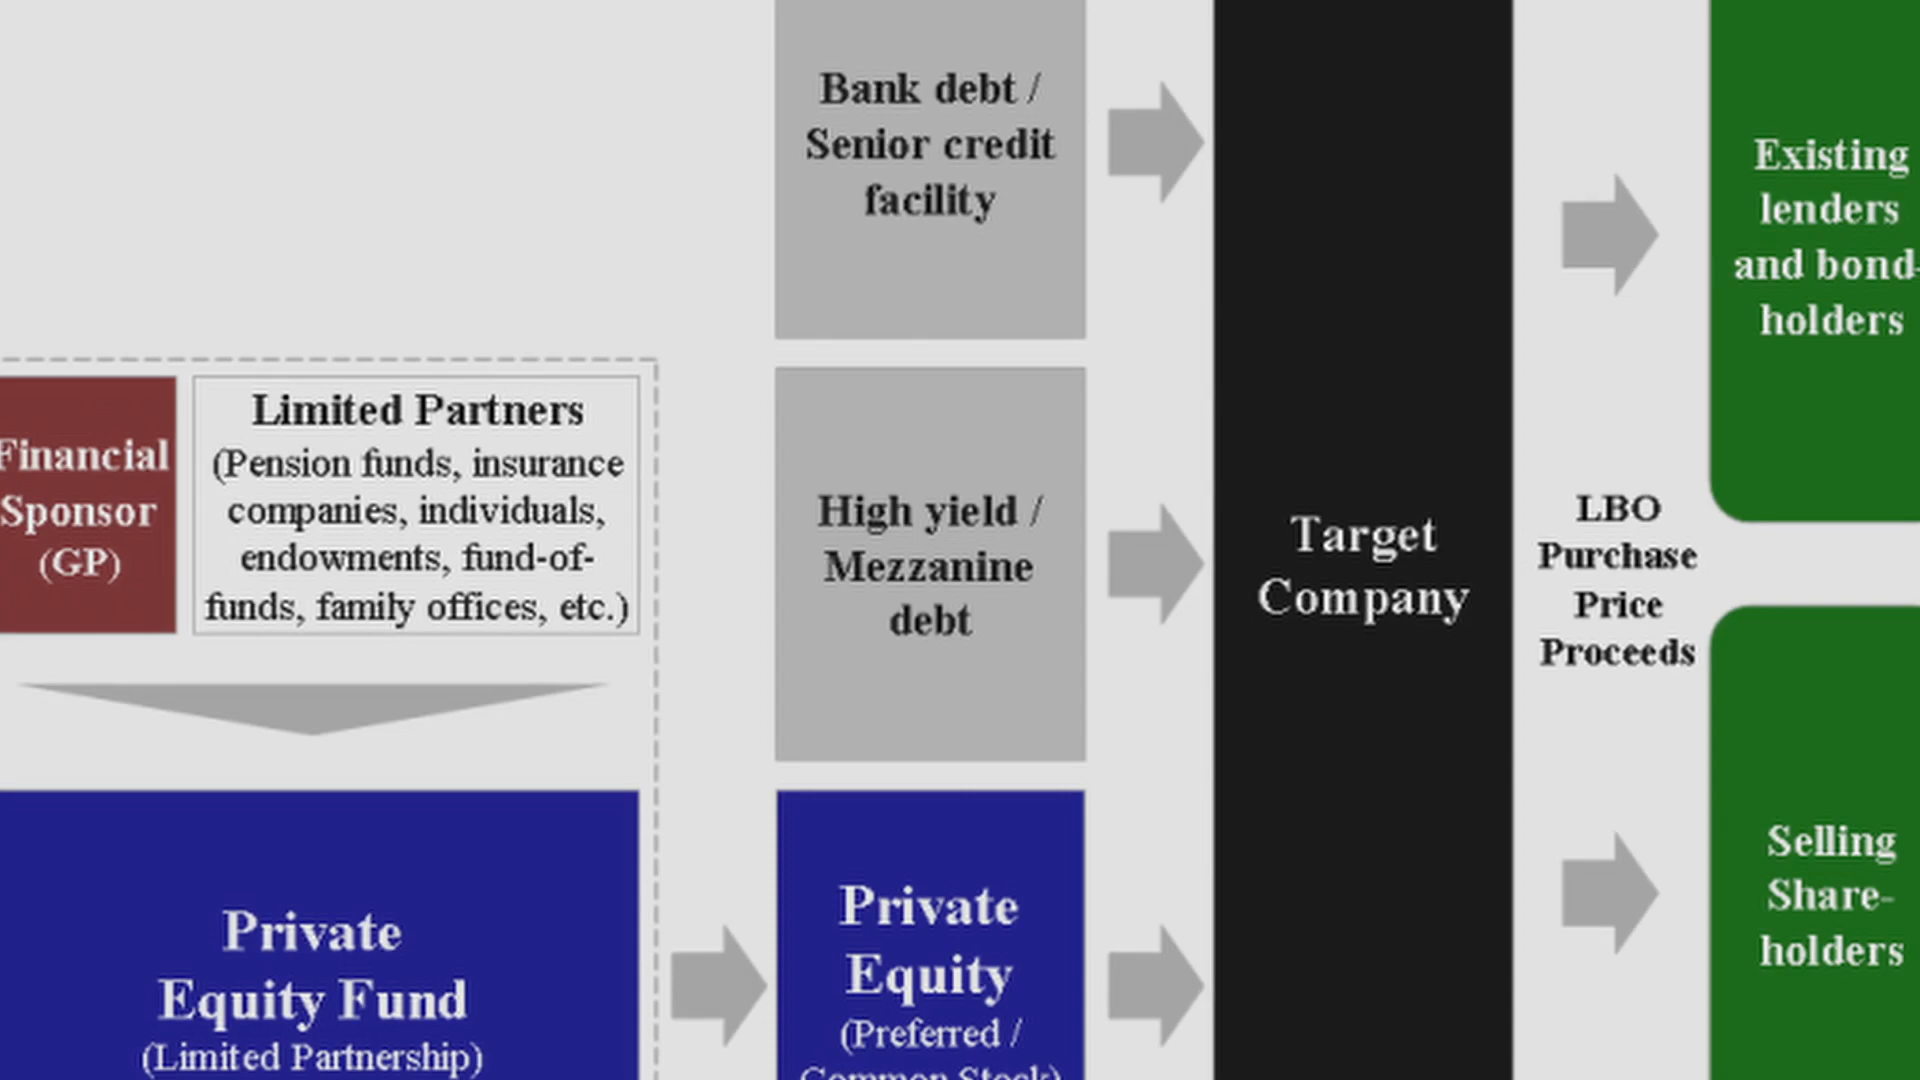 Bank debt /
Senior credit
facility
Existing
lenders
and bond-
holders
Financial
Sponsor
(GP)
Limited Partners
(Pension funds, insurance
companies, individuals,
endowments, fund-of-
funds, family offices, etc.)
High yield /
Mezzanine
debt
Target
Company
LBO
Purchase
Price
Proceeds
Private
Equity Fund
(Limited Partnership)
Private
Equity
(Preferred /
Common Stock)
Selling
Share-
holders